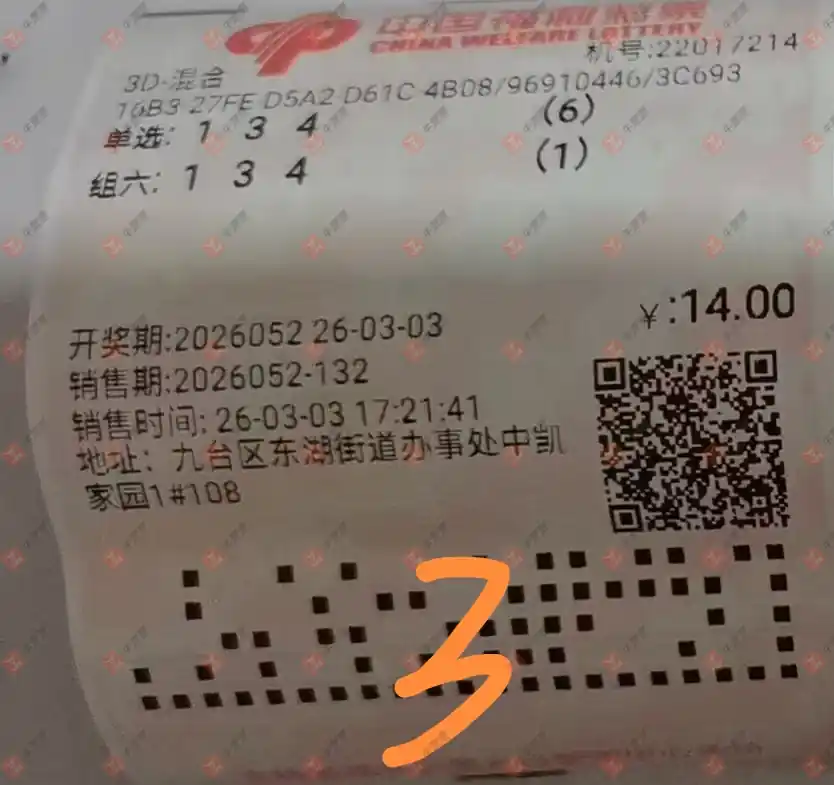 中国福利彩票
CHINA WELFARE LOTTERY
机号:22017214
3D-混合
16B3 27FE D5A2 D61C 4B08/96910446/3C693
单选: 1 3 4 (6)
组六: 1 3 4 (1)
¥:14.00
开奖期:2026052 26-03-03
销售期:2026052-132
销售时间: 26-03-03 17:21:41
地址: 九台区东湖街道办事处中凯
家园1#108
3